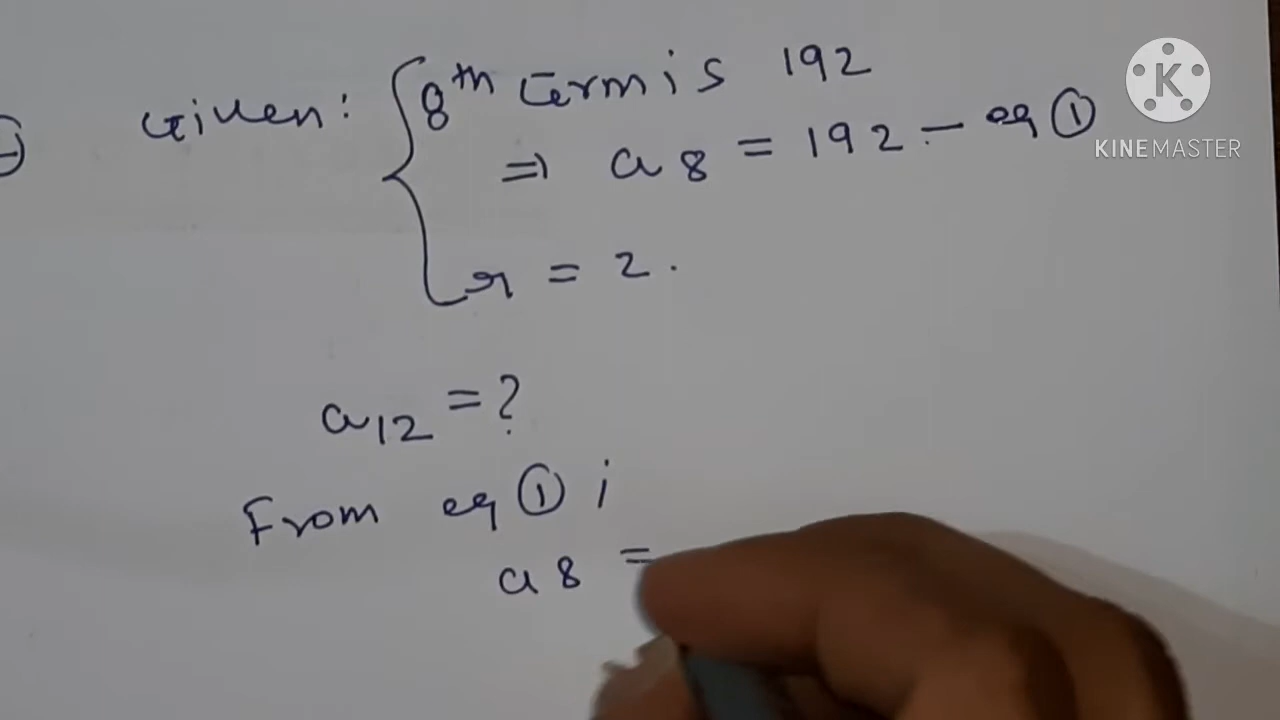 Given: 8th term is 192
K
KINEMASTER
⇒ a8 = 192 – eq ①
r = 2.
a12 = ?
From eq ① ;
a8 =